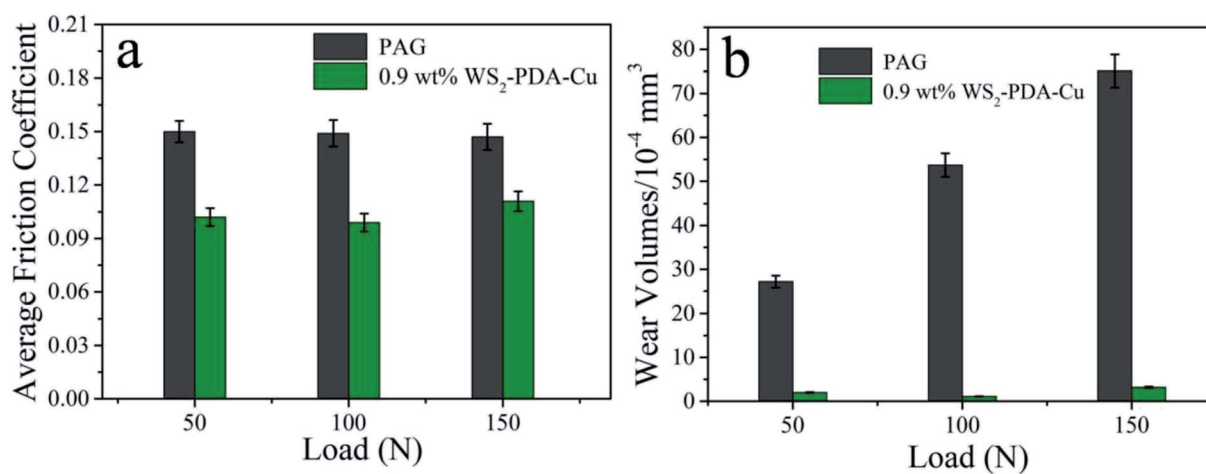 a
PAG
0.9 wt% WS₂-PDA-Cu
Average Friction Coefficient
0.21
0.18
0.15
0.12
0.09
0.06
0.03
0.00
50
100
150
Load (N)
b
PAG
0.9 wt% WS₂-PDA-Cu
Wear Volumes/10⁻⁴ mm³
80
70
60
50
40
30
20
10
0
50
100
150
Load (N)